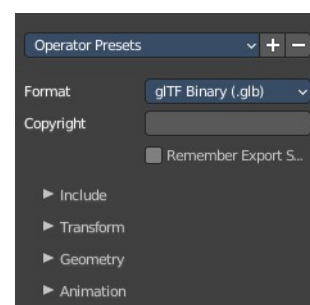 Operator Presets
Format glTF Binary (.glb)
Copyright
Remember Export S...
Include
Transform
Geometry
Animation